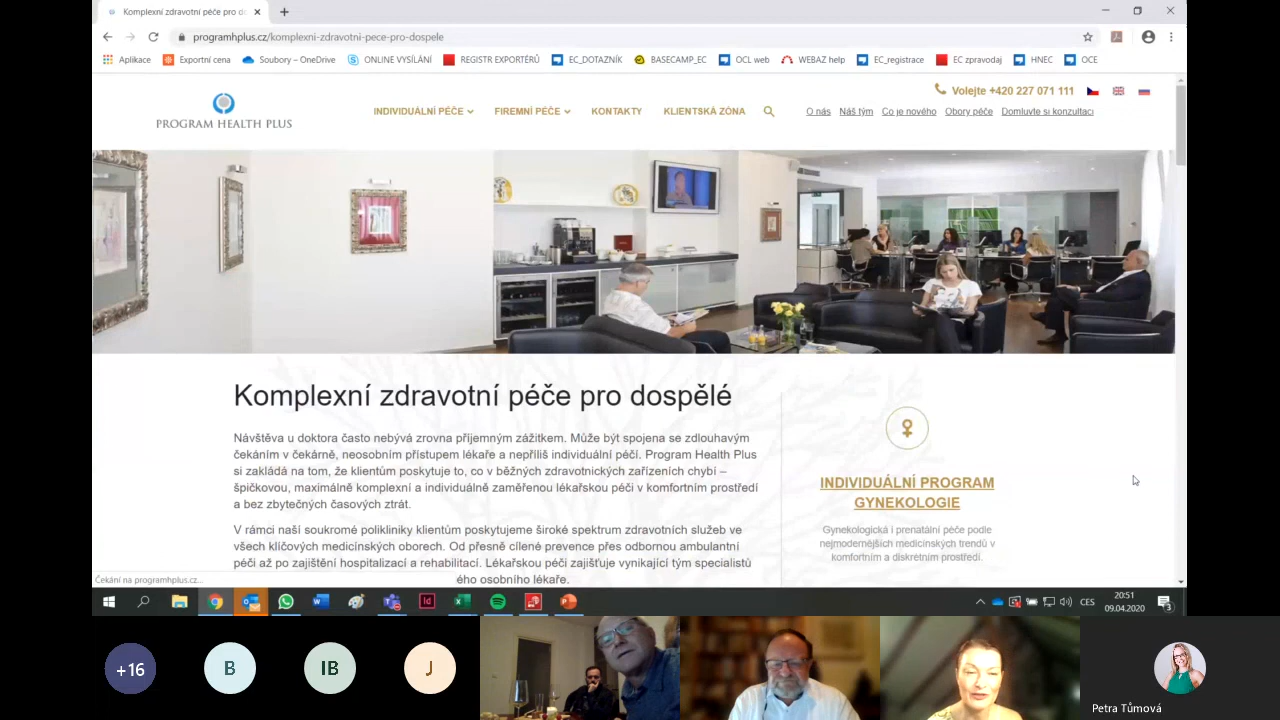 Komplexní zdravotní péče pro do
programhplus.cz/komplexni-zdravotni-pece-pro-dospele
Aplikace
Exportní cena
Soubory – OneDrive
ONLINE VYSÍLÁNÍ
REGISTR EXPORTÉRŮ
EC_DOTAZNÍK
BASECAMP_EC
OCL web
WEBAZ help
EC_registrace
EC zpravodaj
HNEC
OCE
Volejte +420 227 071 111
PROGRAM HEALTH PLUS
INDIVIDUÁLNÍ PÉČE
FIREMNÍ PÉČE
KONTAKTY
KLIENTSKÁ ZÓNA
O nás
Náš tým
Co je nového
Obory péče
Domluvte si konzultaci
Komplexní zdravotní péče pro dospělé
Návštěva u doktora často nebývá zrovna příjemným zážitkem. Může být spojena se zdlouhavým
čekáním v čekárně, neosobním přístupem lékaře a nepříliš individuální péčí. Program Health Plus
si zakládá na tom, že klientům poskytuje to, co v běžných zdravotnických zařízeních chybí –
špičkovou, maximálně komplexní a individuálně zaměřenou lékařskou péči v komfortním prostředí
a bez zbytečných časových ztrát.
V rámci naší soukromé polikliniky klientům poskytujeme široké spektrum zdravotních služeb ve
všech klíčových medicínských oborech. Od přesně cílené prevence přes odbornou ambulantní
péči až po zajištění hospitalizací a rehabilitací. Lékařskou péči zajišťuje vynikající tým specialistů
ého osobního lékaře.
INDIVIDUÁLNÍ PROGRAM
GYNEKOLOGIE
Gynekologická i prenatální péče podle
nejmodernějších medicínských trendů v
komfortním a diskrétním prostředí.
Čekání na programhplus.cz...
CES
20:51
09.04.2020
3
+16
B
IB
J
Petra Tůmová